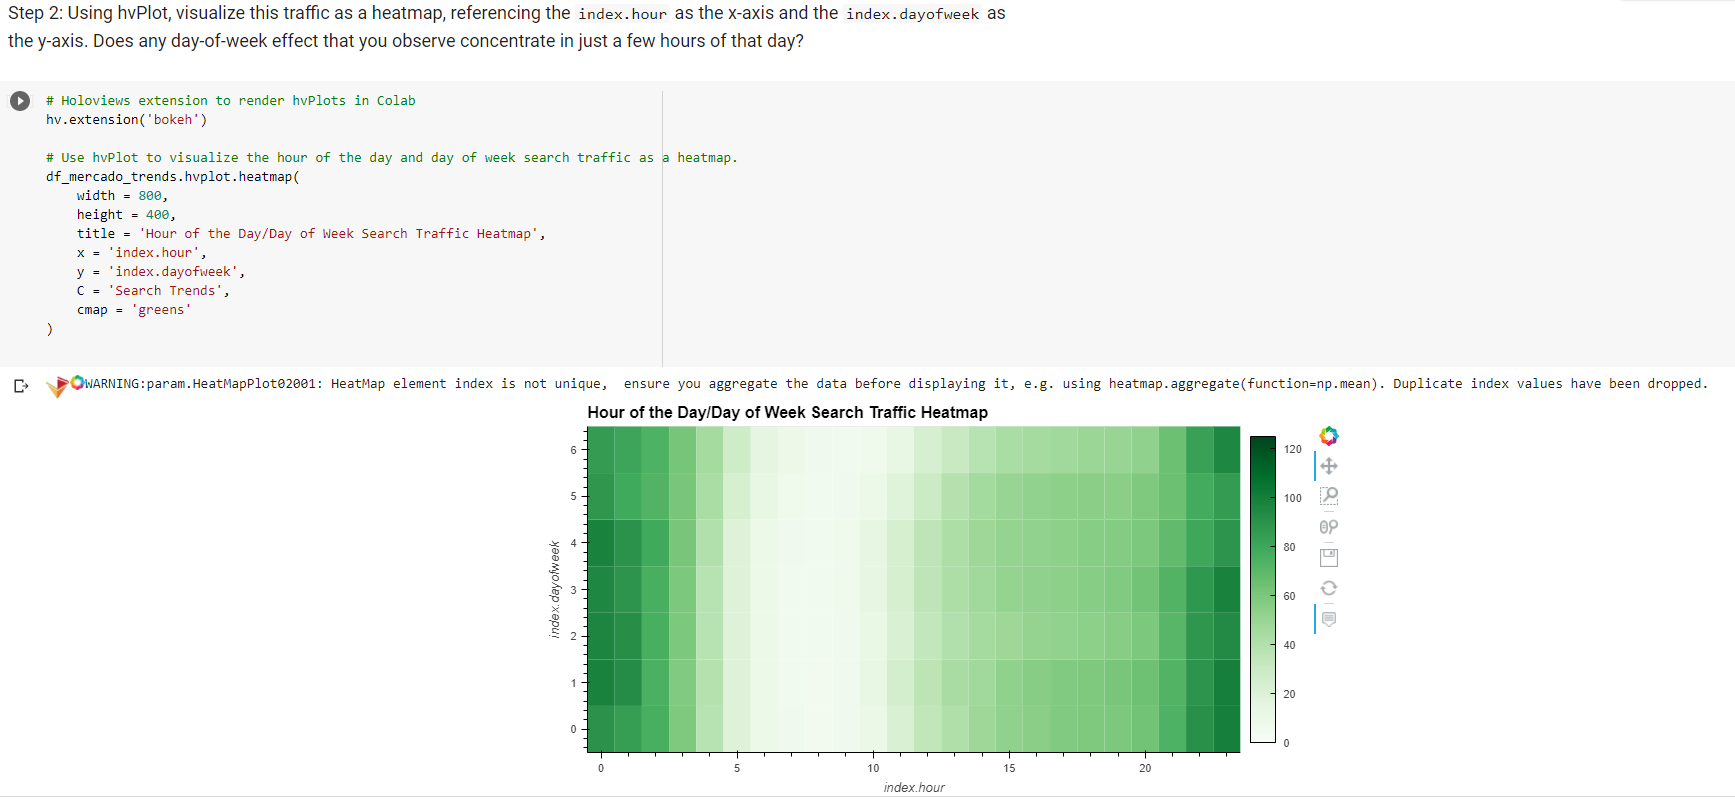 Step 2: Using hvPlot, visualize this traffic as a heatmap, referencing the index.hour as the x-axis and the index.dayofweek as
the y-axis. Does any day-of-week effect that you observe concentrate in just a few hours of that day?
# Holoviews extension to render hvPlots in Colab
hv.extension('bokeh')
# Use hvPlot to visualize the hour of the day and day of week search traffic as a heatmap.
df_mercado_trends.hvplot.heatmap(
    width = 800,
    height = 400,
    title = 'Hour of the Day/Day of Week Search Traffic Heatmap',
    x = 'index.hour',
    y = 'index.dayofweek',
    C = 'Search Trends',
    cmap = 'greens'
)
WARNING:param.HeatMapPlot02001: HeatMap element index is not unique,  ensure you aggregate the data before displaying it, e.g. using heatmap.aggregate(function=np.mean). Duplicate index values have been dropped.
Hour of the Day/Day of Week Search Traffic Heatmap
index.dayofweek
6
5
4
3
2
1
0
0 5 10 15 20
index.hour
120
100
80
60
40
20
0